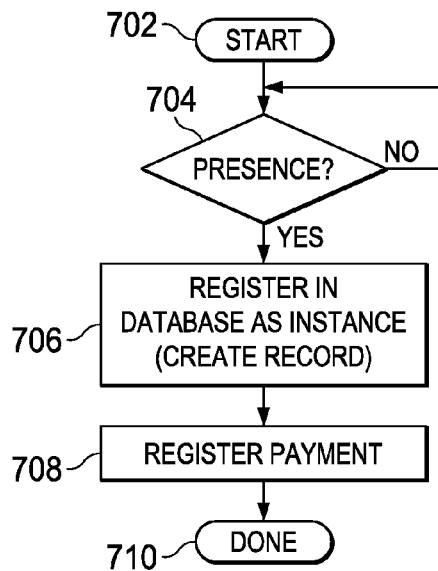 702
START
704
PRESENCE?
NO
YES
706
REGISTER IN
DATABASE AS INSTANCE
(CREATE RECORD)
708
REGISTER PAYMENT
710
DONE